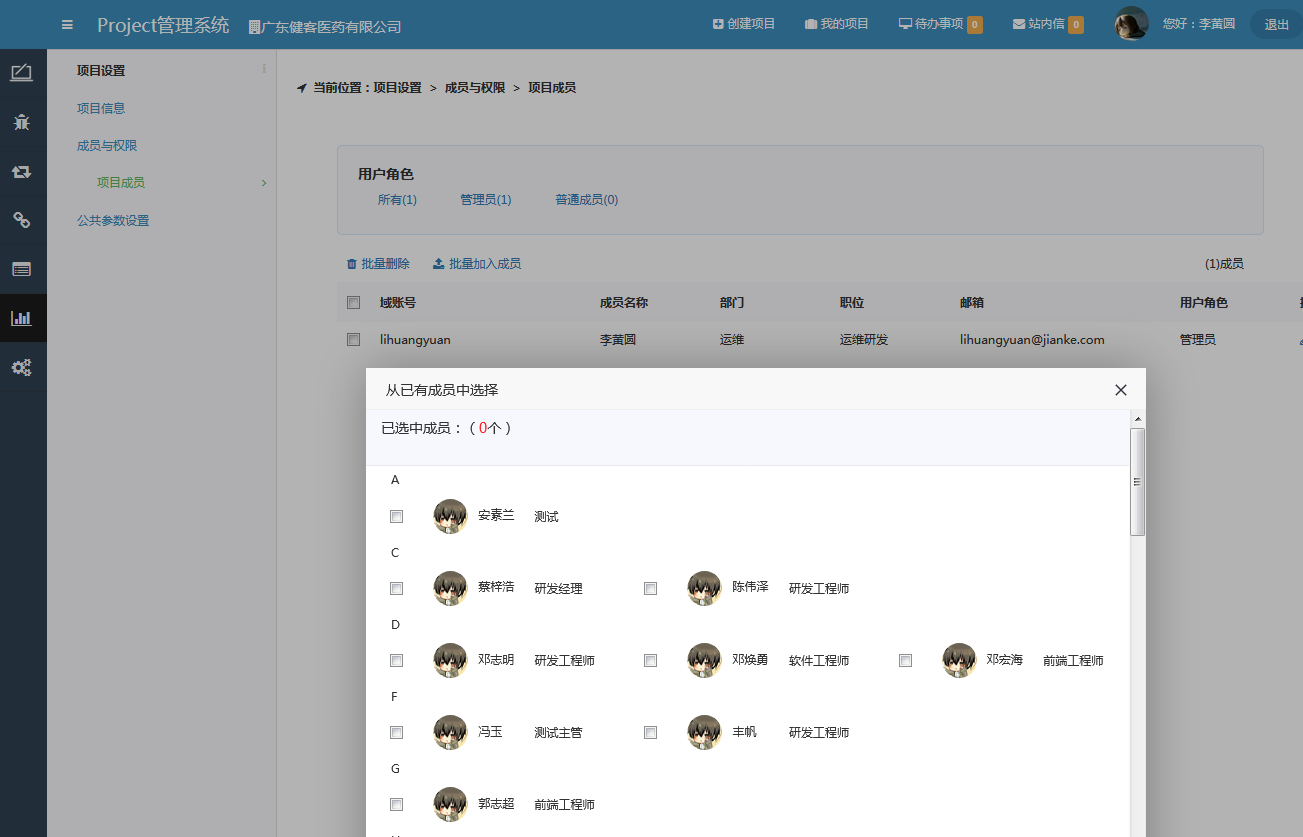 Project管理系统 广东健客医药有限公司 创建项目 我的项目 待办事项 0 站内信 0 您好：李黄圆 退出
项目设置
项目信息
成员与权限
项目成员
公共参数设置
当前位置：项目设置 > 成员与权限 > 项目成员
用户角色
所有(1) 管理员(1) 普通成员(0)
批量删除 批量加入成员 (1)成员
域账号 成员名称 部门 职位 邮箱 用户角色
lihuangyuan 李黄圆 运维 运维研发 lihuangyuan@jianke.com 管理员
从已有成员中选择
已选中成员：（0个）
A
安素兰 测试
C
蔡梓浩 研发经理 陈伟泽 研发工程师
D
邓志明 研发工程师 邓焕勇 软件工程师 邓宏海 前端工程师
F
冯玉 测试主管 丰帆 研发工程师
G
郭志超 前端工程师